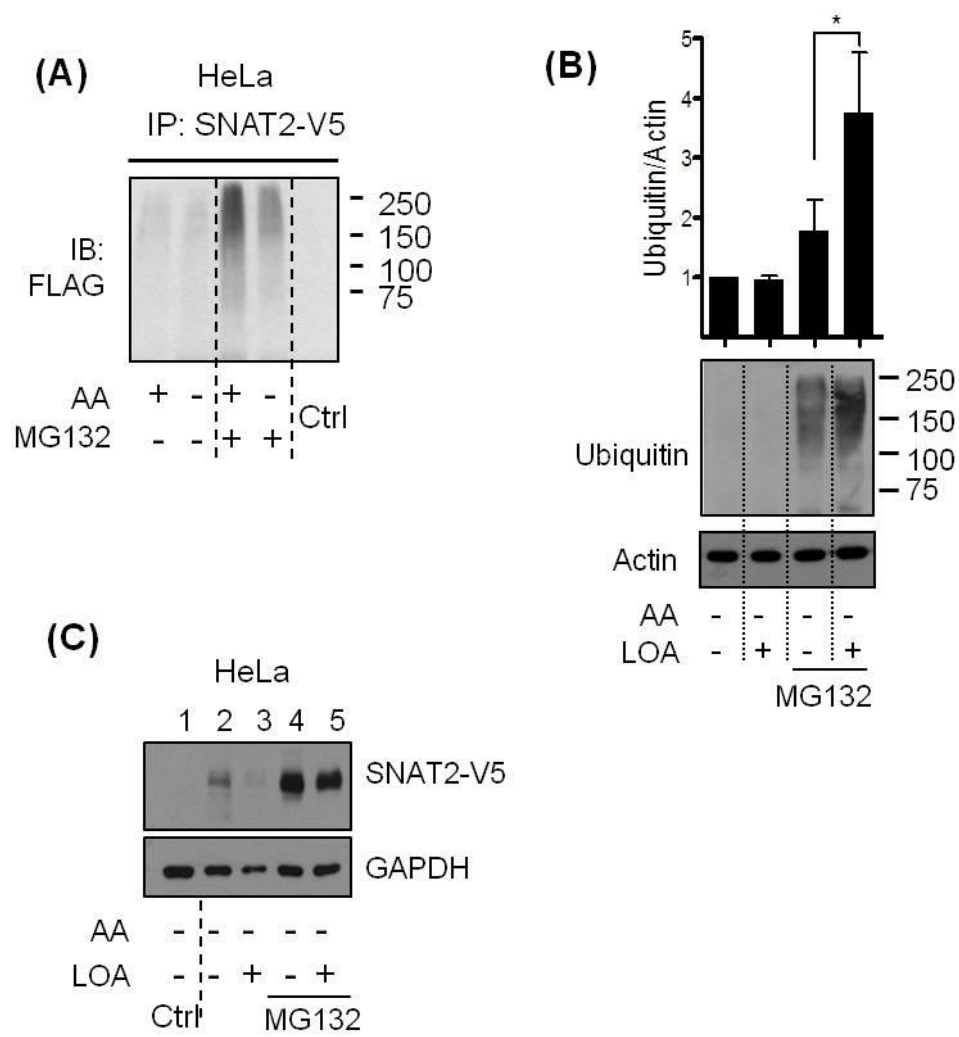 (A)
HeLa
IP: SNAT2-V5
IB:
FLAG
250
150
100
75
AA + - + - Ctrl
MG132 - - + +
(B)
*
Ubiquitin/Actin
5
4
3
2
1
Ubiquitin
250
150
100
75
Actin
AA - - - -
LOA - + - +
MG132
(C)
HeLa
1 2 3 4 5
SNAT2-V5
GAPDH
AA - - - - -
LOA - - + - +
Ctrl MG132